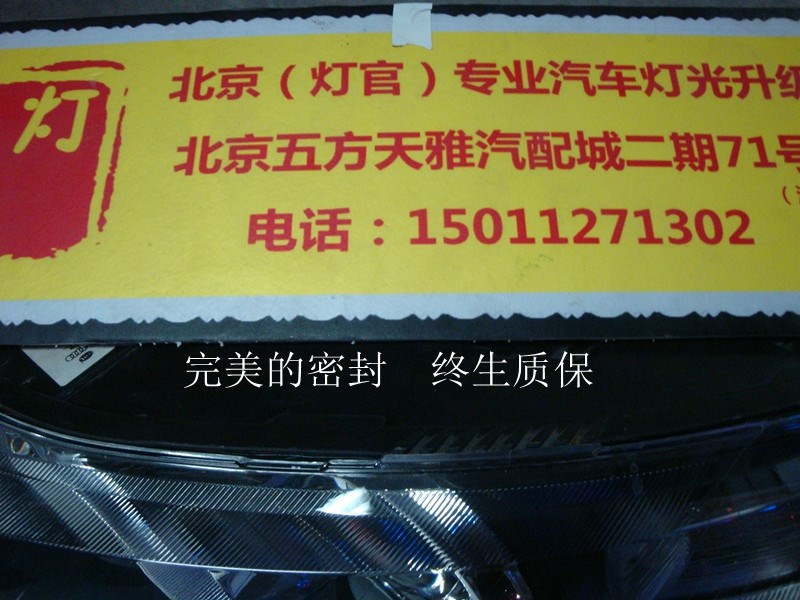 灯
北京（灯官）专业汽车灯光升级
北京五方天雅汽配城二期71号
电话：15011271302
完美的密封 终生质保